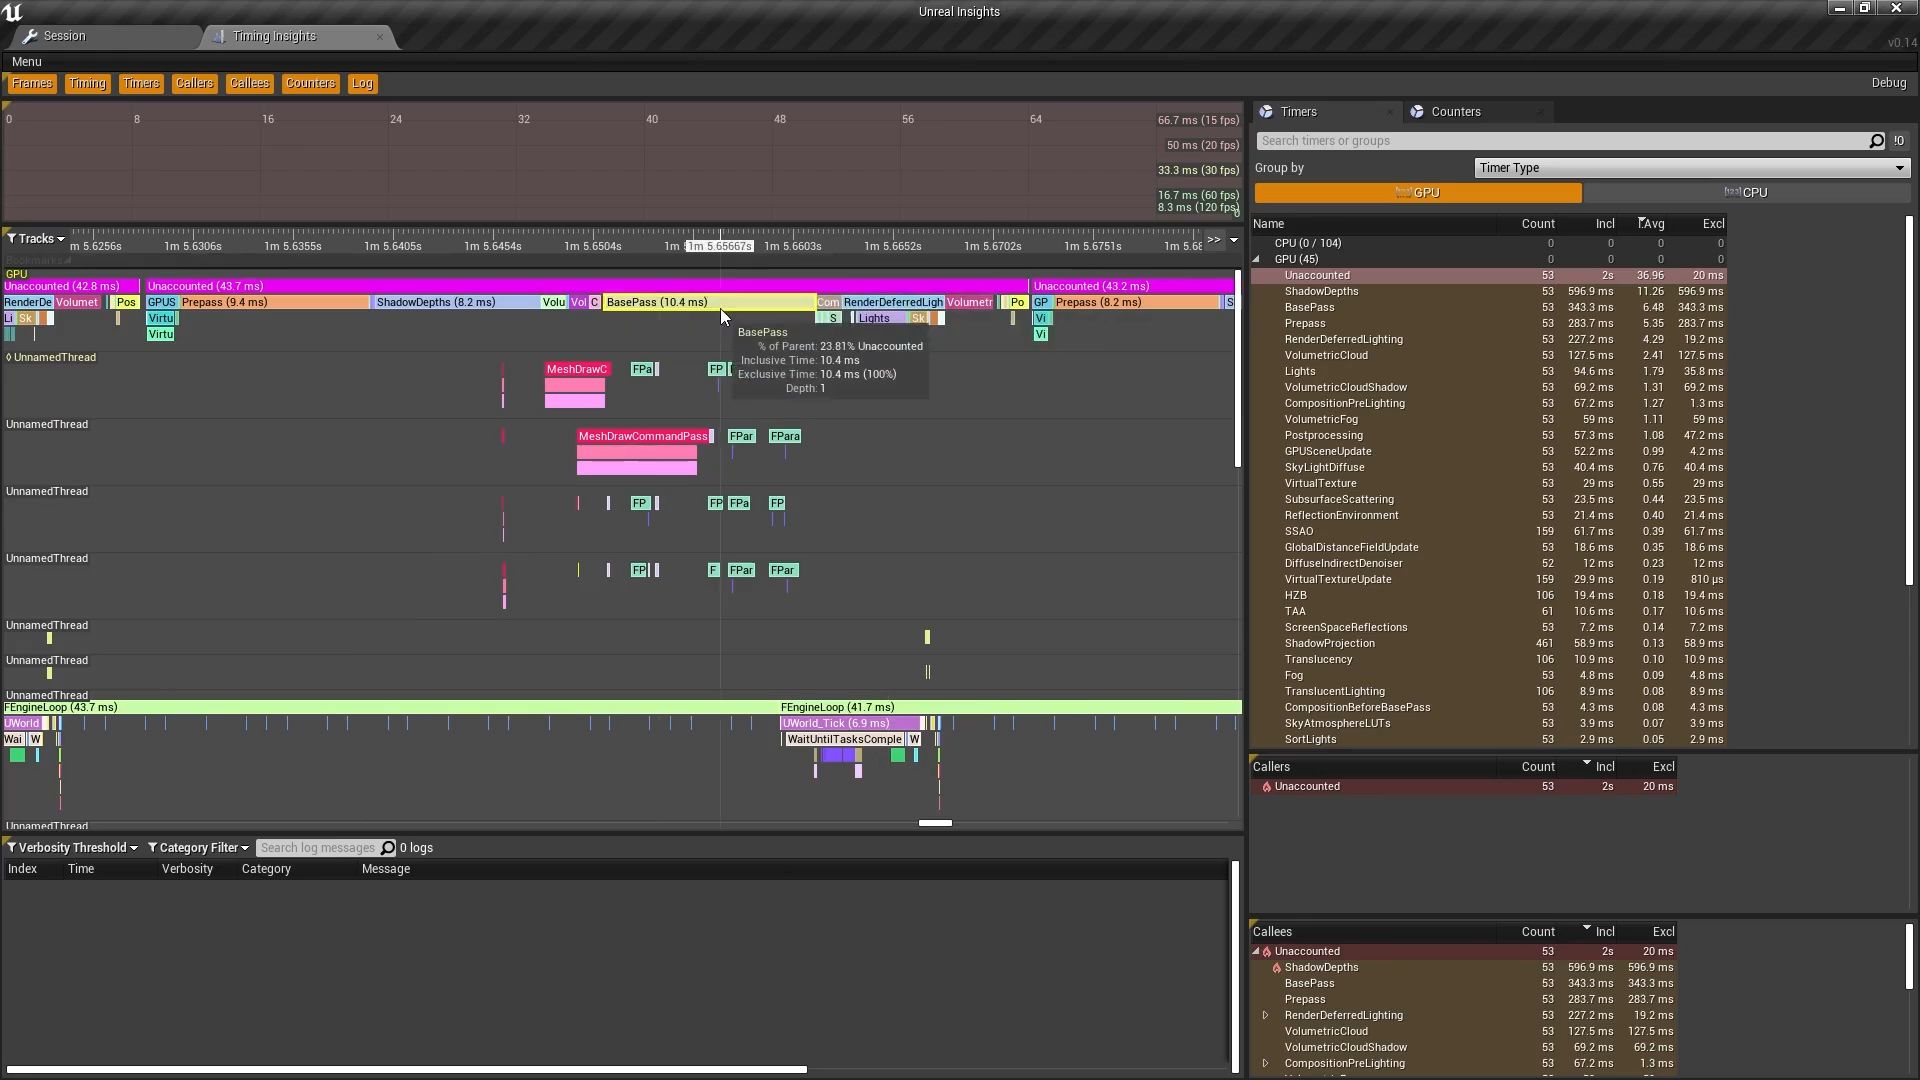 Unreal Insights
Session
Timing Insights
v0.14
Menu
Frames Timing Timers Callers Callees Counters Log
Debug
0 8 16 24 32 40 48 56 64
66.7 ms (15 fps)
50 ms (20 fps)
33.3 ms (30 fps)
16.7 ms (60 fps)
8.3 ms (120 fps)
0
Tracks
m 5.6256s 1m 5.6306s 1m 5.6355s 1m 5.6405s 1m 5.6454s 1m 5.6504s 1m 1m 5.65667s 1m 5.6603s 1m 5.6652s 1m 5.6702s 1m 5.6751s 1m 5.68 >>
Bookmarks
GPU
Unaccounted (42.8 ms) Unaccounted (43.7 ms) Unaccounted (43.2 ms)
RenderDe Volumet Pos GPUS Prepass (9.4 ms) ShadowDepths (8.2 ms) Volu Vol C BasePass (10.4 ms) Com RenderDeferredLigh Volumetr Po GP Prepass (8.2 ms) S
Li Sk Virtu S Lights Sk Vi
Virtu Vi
BasePass
% of Parent: 23.81% Unaccounted
Inclusive Time: 10.4 ms
Exclusive Time: 10.4 ms (100%)
Depth: 1
UnnamedThread
MeshDrawC FPa FP
UnnamedThread
MeshDrawCommandPass FPar FPara
UnnamedThread
FP FP FPa FP
UnnamedThread
FP F FPar FPar
UnnamedThread
UnnamedThread
UnnamedThread
FEngineLoop (43.7 ms) FEngineLoop (41.7 ms)
UWorld UWorld_Tick (6.9 ms)
Wai W WaitUntilTasksComple W
UnnamedThread
Verbosity Threshold Category Filter Search log messages 0 logs
Index Time Verbosity Category Message
Timers Counters
Search timers or groups
!0
Group by Timer Type
GPU CPU
Name Count Incl Avg Excl
CPU (0 / 104) 0 0 0 0
GPU (45) 0 0 0 0
Unaccounted 53 2s 36.96 20 ms
ShadowDepths 53 596.9 ms 11.26 596.9 ms
BasePass 53 343.3 ms 6.48 343.3 ms
Prepass 53 283.7 ms 5.35 283.7 ms
RenderDeferredLighting 53 227.2 ms 4.29 19.2 ms
VolumetricCloud 53 127.5 ms 2.41 127.5 ms
Lights 53 94.6 ms 1.79 35.8 ms
VolumetricCloudShadow 53 69.2 ms 1.31 69.2 ms
CompositionPreLighting 53 67.2 ms 1.27 1.3 ms
VolumetricFog 53 59 ms 1.11 59 ms
Postprocessing 53 57.3 ms 1.08 47.2 ms
GPUSceneUpdate 53 52.2 ms 0.99 4.2 ms
SkyLightDiffuse 53 40.4 ms 0.76 40.4 ms
VirtualTexture 53 29 ms 0.55 29 ms
SubsurfaceScattering 53 23.5 ms 0.44 23.5 ms
ReflectionEnvironment 53 21.4 ms 0.40 21.4 ms
SSAO 159 61.7 ms 0.39 61.7 ms
GlobalDistanceFieldUpdate 53 18.6 ms 0.35 18.6 ms
DiffuseIndirectDenoiser 52 12 ms 0.23 12 ms
VirtualTextureUpdate 159 29.9 ms 0.19 810 µs
HZB 106 19.4 ms 0.18 19.4 ms
TAA 61 10.6 ms 0.17 10.6 ms
ScreenSpaceReflections 53 7.2 ms 0.14 7.2 ms
ShadowProjection 461 58.9 ms 0.13 58.9 ms
Translucency 106 10.9 ms 0.10 10.9 ms
Fog 53 4.8 ms 0.09 4.8 ms
TranslucentLighting 106 8.9 ms 0.08 8.9 ms
CompositionBeforeBasePass 53 4.3 ms 0.08 4.3 ms
SkyAtmosphereLUTs 53 3.9 ms 0.07 3.9 ms
SortLights 53 2.9 ms 0.05 2.9 ms
Callers Count Incl Excl
Unaccounted 53 2s 20 ms
Callees Count Incl Excl
Unaccounted 53 2s 20 ms
ShadowDepths 53 596.9 ms 596.9 ms
BasePass 53 343.3 ms 343.3 ms
Prepass 53 283.7 ms 283.7 ms
RenderDeferredLighting 53 227.2 ms 19.2 ms
VolumetricCloud 53 127.5 ms 127.5 ms
VolumetricCloudShadow 53 69.2 ms 69.2 ms
CompositionPreLighting 53 67.2 ms 1.3 ms